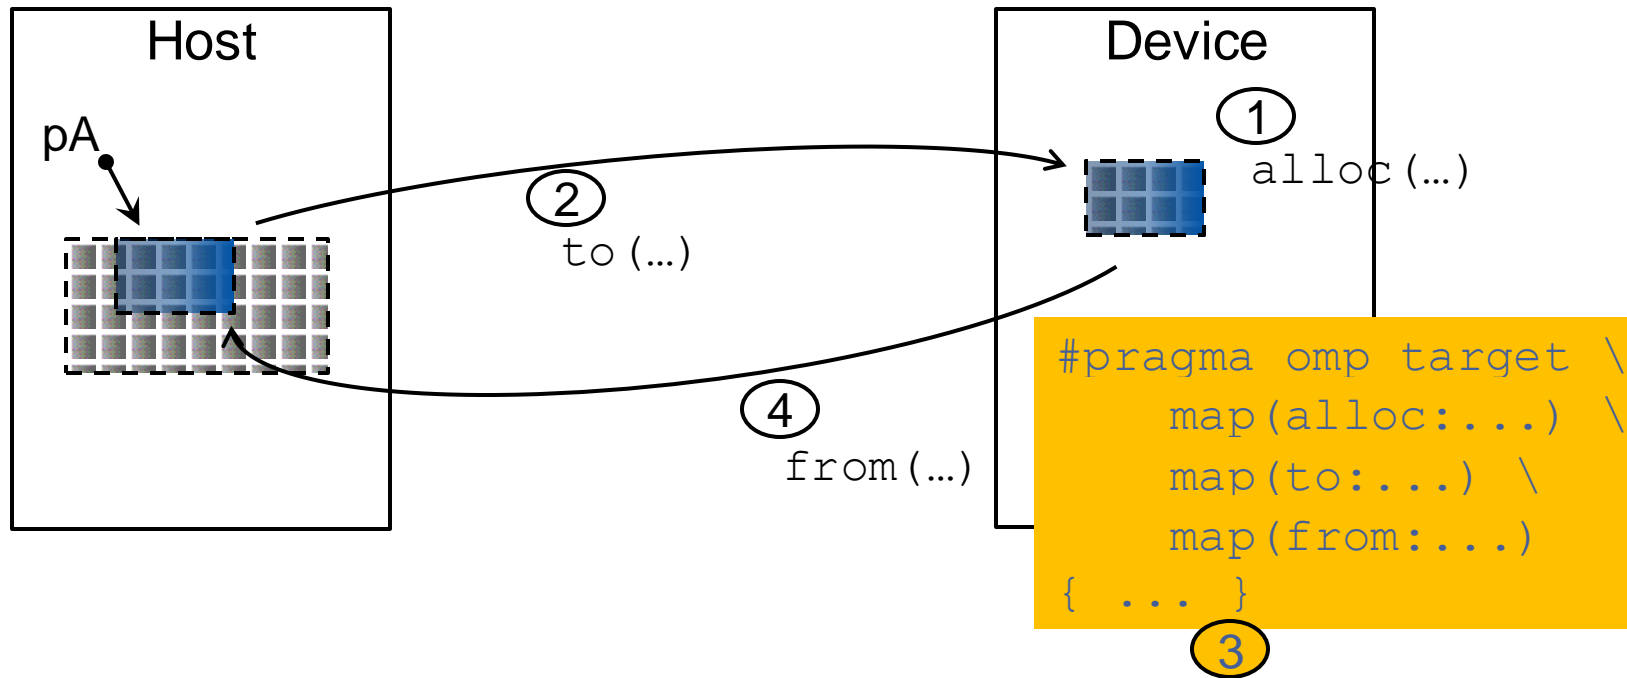 Host
Device
pA
1
alloc(…)
2
to(…)
4
from(…)
#pragma omp target \
    map(alloc:...) \
    map(to:...) \
    map(from:...)
{ ... }
3